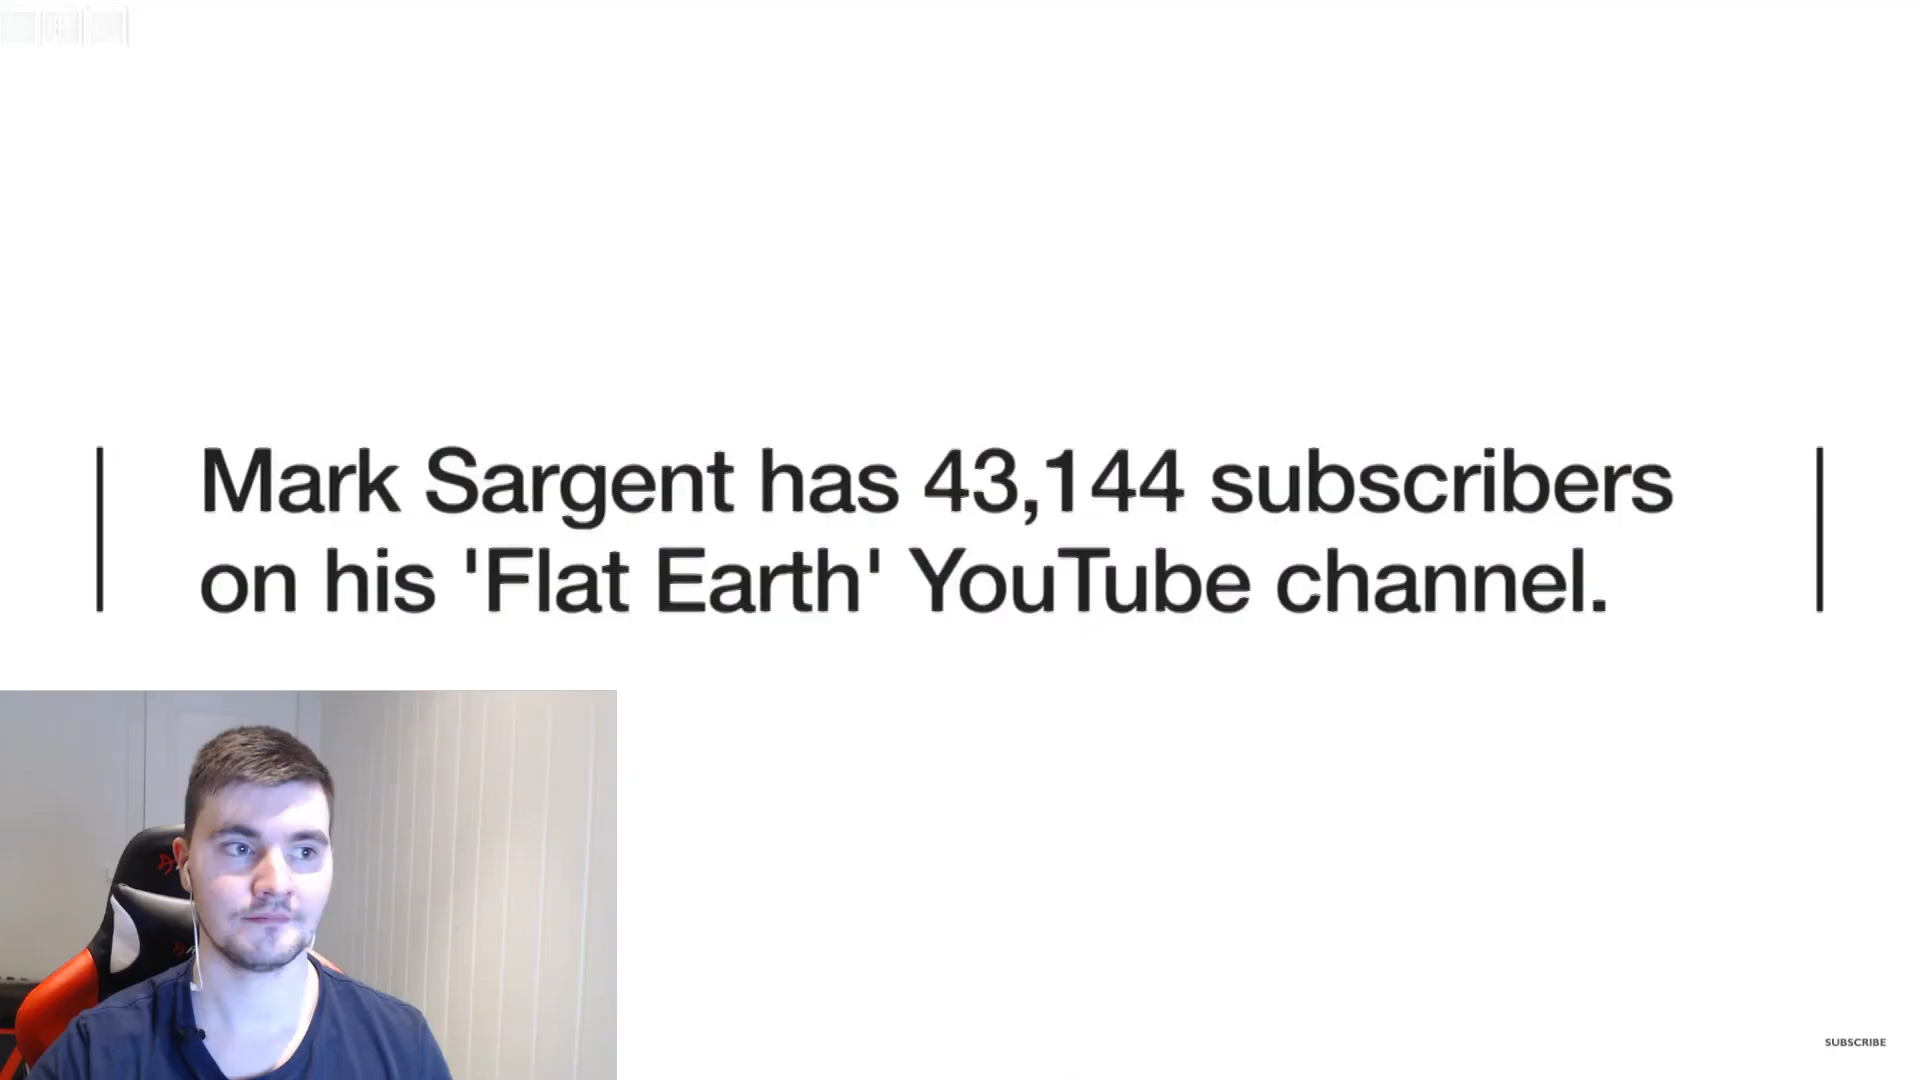 Mark Sargent has 43,144 subscribers
on his 'Flat Earth' YouTube channel.
SUBSCRIBE